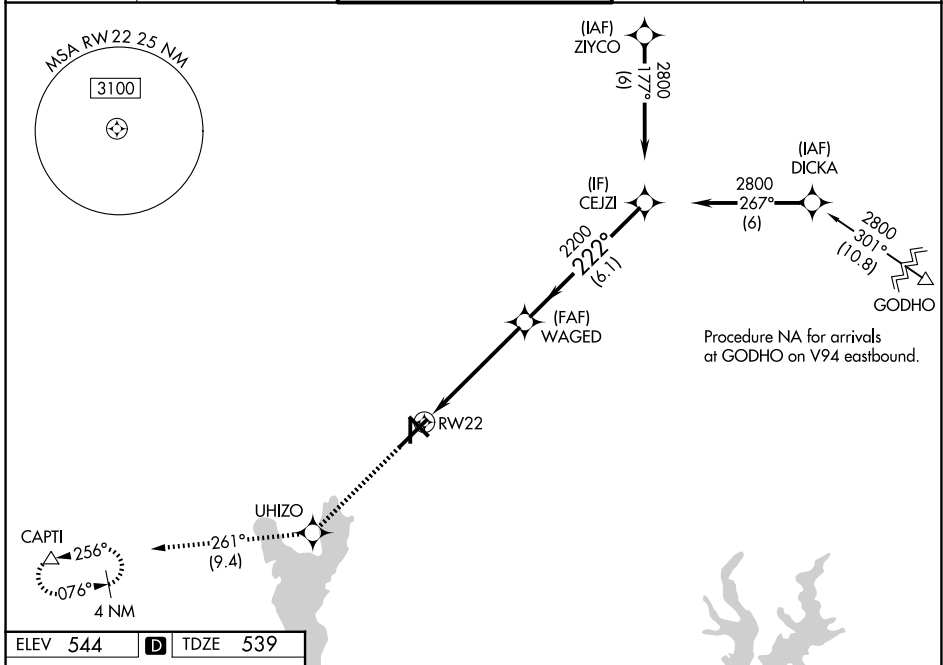 MSA RW22 25 NM
3100
(IAF)
ZIYCO
2800
177°
(6)
(IAF)
DICKA
2800
267°
(6)
(IF)
CEJZI
2800
301°
(10.8)
GODHO
2200
222°
(6.1)
(FAF)
WAGED
Procedure NA for arrivals
at GODHO on V94 eastbound.
RW22
UHIZO
CAPTI
256°
261°
(9.4)
076°
4 NM
ELEV 544 D TDZE 539